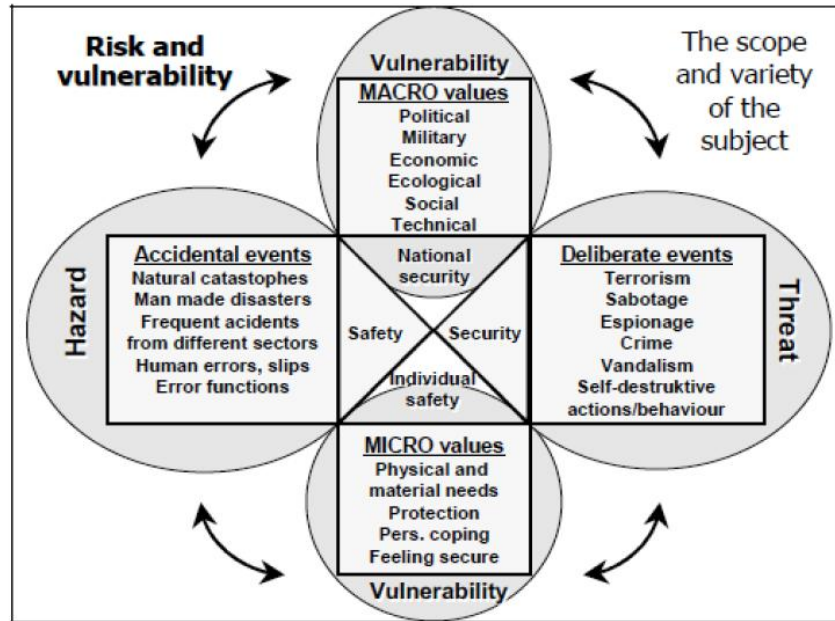 Risk and
vulnerability
The scope
and variety
of the
subject
Vulnerability
MACRO values
Political
Military
Economic
Ecological
Social
Technical
Hazard
Accidental events
Natural catastophes
Man made disasters
Frequent acidents
from different sectors
Human errors, slips
Error functions
National
security
Safety
Security
Individual
safety
Deliberate events
Terrorism
Sabotage
Espionage
Crime
Vandalism
Self-destruktive
actions/behaviour
Threat
MICRO values
Physical and
material needs
Protection
Pers. coping
Feeling secure
Vulnerability